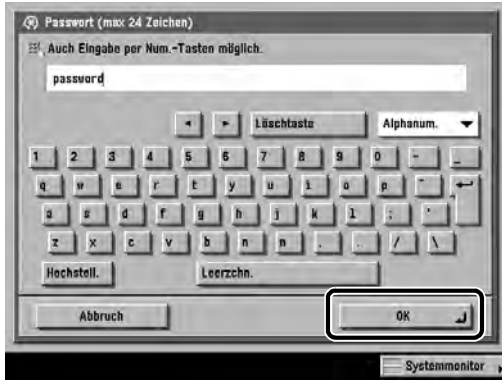 Passwort (max 24 Zeichen)
Auch Eingabe per Num.-Tasten möglich.
password
Löschtaste Alphanum.
1 2 3 4 5 6 7 8 9 0 - _
q w e r t y u i o p ~
a s d f g h j k l ; '
z x c v b n m , . / \
Hochstell. Leerzchn.
Abbruch OK
Systemmonitor